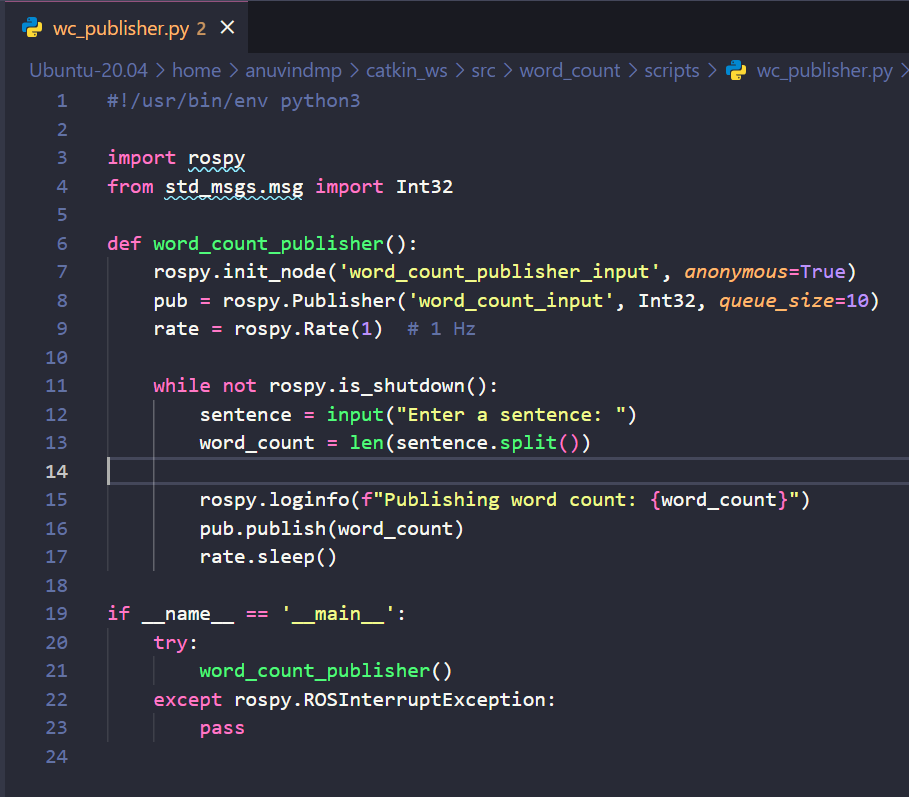 wc_publisher.py 2 ×
Ubuntu-20.04 > home > anuvindmp > catkin_ws > src > word_count > scripts > wc_publisher.py >
1 #!/usr/bin/env python3
2
3 import rospy
4 from std_msgs.msg import Int32
5
6 def word_count_publisher():
7     rospy.init_node('word_count_publisher_input', anonymous=True)
8     pub = rospy.Publisher('word_count_input', Int32, queue_size=10)
9     rate = rospy.Rate(1)  # 1 Hz
10
11     while not rospy.is_shutdown():
12         sentence = input("Enter a sentence: ")
13         word_count = len(sentence.split())
14
15         rospy.loginfo(f"Publishing word count: {word_count}")
16         pub.publish(word_count)
17         rate.sleep()
18
19 if __name__ == '__main__':
20     try:
21         word_count_publisher()
22     except rospy.ROSInterruptException:
23         pass
24